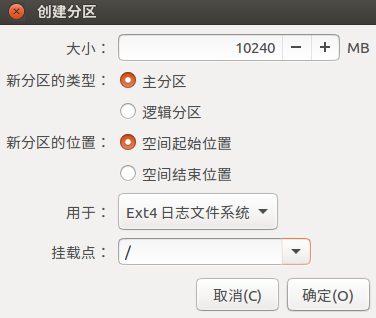 创建分区
大小： 10240 − + MB
新分区的类型： 主分区
逻辑分区
新分区的位置： 空间起始位置
空间结束位置
用于： Ext4 日志文件系统
挂载点： /
取消(C) 确定(O)